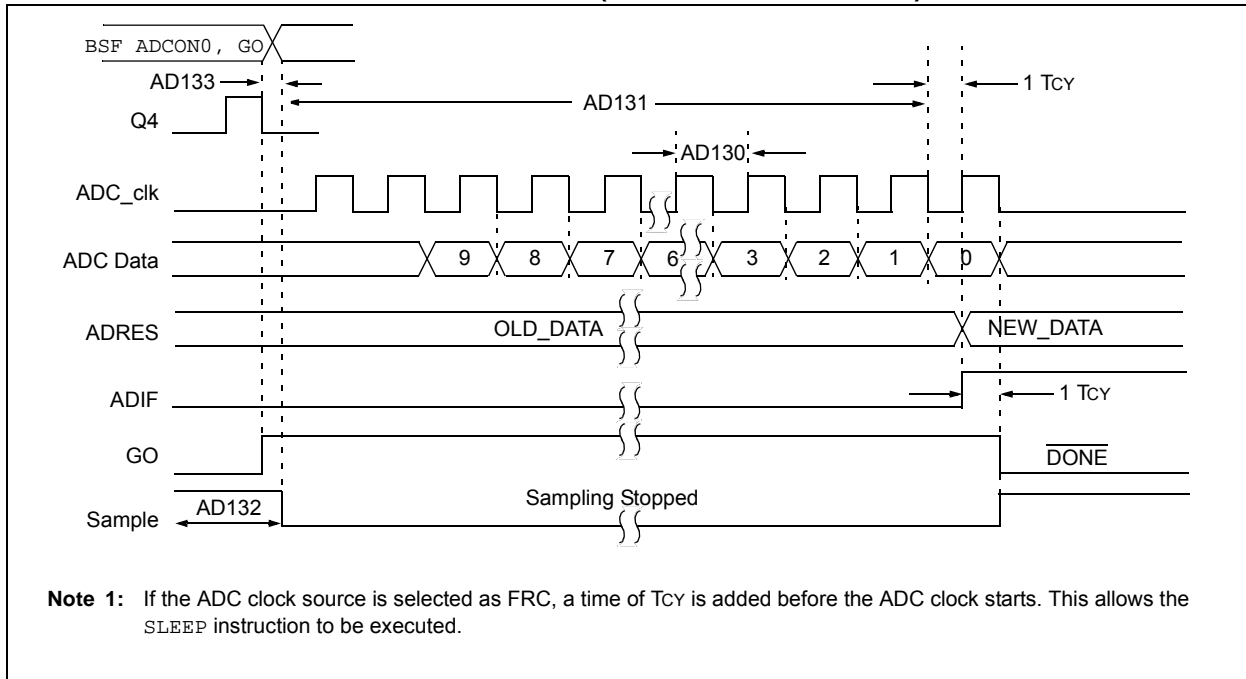 BSF ADCON0, GO
AD133
1 TCY
AD131
Q4
AD130
ADC_clk
ADC Data
9 8 7 6 3 2 1 0
ADRES
OLD_DATA
NEW_DATA
ADIF
1 TCY
GO
DONE
Sample
AD132
Sampling Stopped
Note 1: If the ADC clock source is selected as FRC, a time of TCY is added before the ADC clock starts. This allows the
SLEEP instruction to be executed.